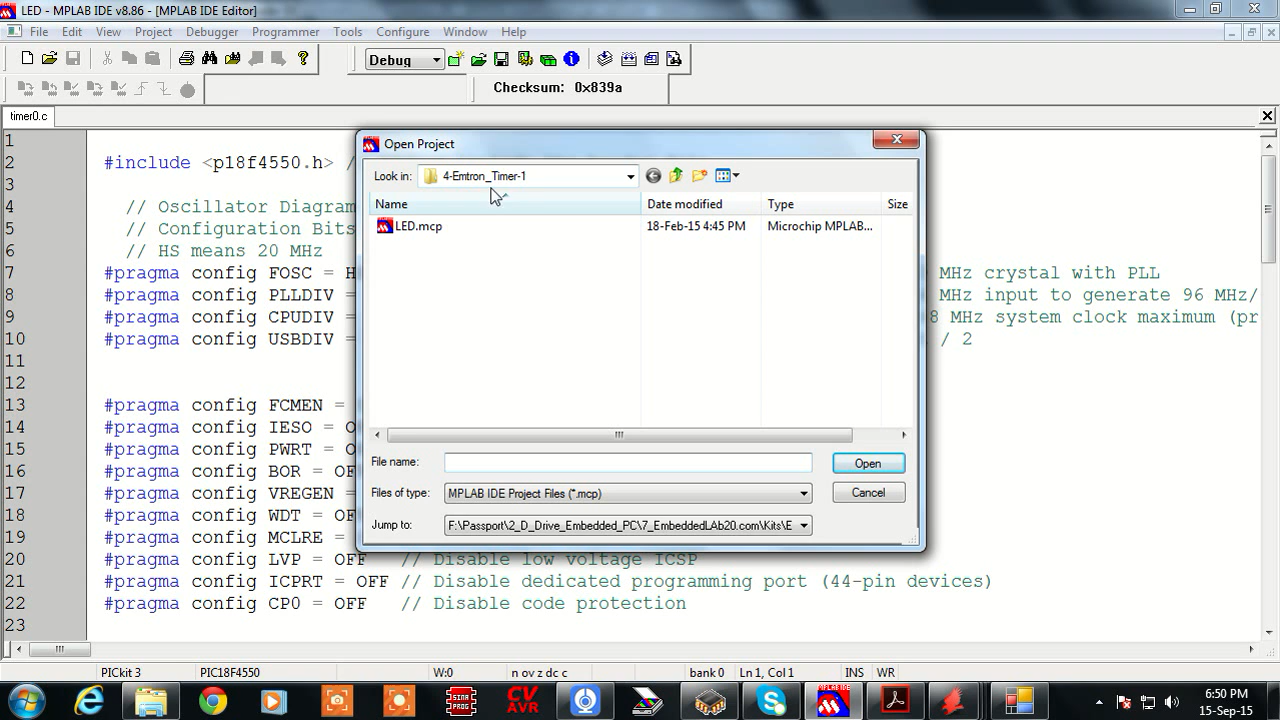 LED - MPLAB IDE v8.86 - [MPLAB IDE Editor]
File Edit View Project Debugger Programmer Tools Configure Window Help
Debug
Checksum: 0x839a
timer0.c
1
2 #include <p18f4550.h> /
3
4 // Oscillator Diagra
5 // Configuration Bits
6 // HS means 20 MHz
7 #pragma config FOSC = H MHz crystal with PLL
8 #pragma config PLLDIV = MHz input to generate 96 MHz/
9 #pragma config CPUDIV = 8 MHz system clock maximum (pr
10 #pragma config USBDIV = / 2
11
12
13 #pragma config FCMEN =
14 #pragma config IESO = O
15 #pragma config PWRT = O
16 #pragma config BOR = OF
17 #pragma config VREGEN =
18 #pragma config WDT = OF
19 #pragma config MCLRE =
20 #pragma config LVP = OFF // Disable low voltage ICSP
21 #pragma config ICPRT = OFF // Disable dedicated programming port (44-pin devices)
22 #pragma config CP0 = OFF // Disable code protection
23
Open Project
Look in: 4-Emtron_Timer-1
Name Date modified Type Size
LED.mcp 18-Feb-15 4:45 PM Microchip MPLAB...
File name: Open
Files of type: MPLAB IDE Project Files (*.mcp) Cancel
Jump to: F:\Passport\2_D_Drive_Embedded_PC\7_EmbeddedLAb20.com\Kits\E
PICkit 3 PIC18F4550 W:0 n ov z dc c bank 0 Ln 1, Col 1 INS WR
SINA PROG
CV AVR
MPLAB IDE
6:50 PM
15-Sep-15